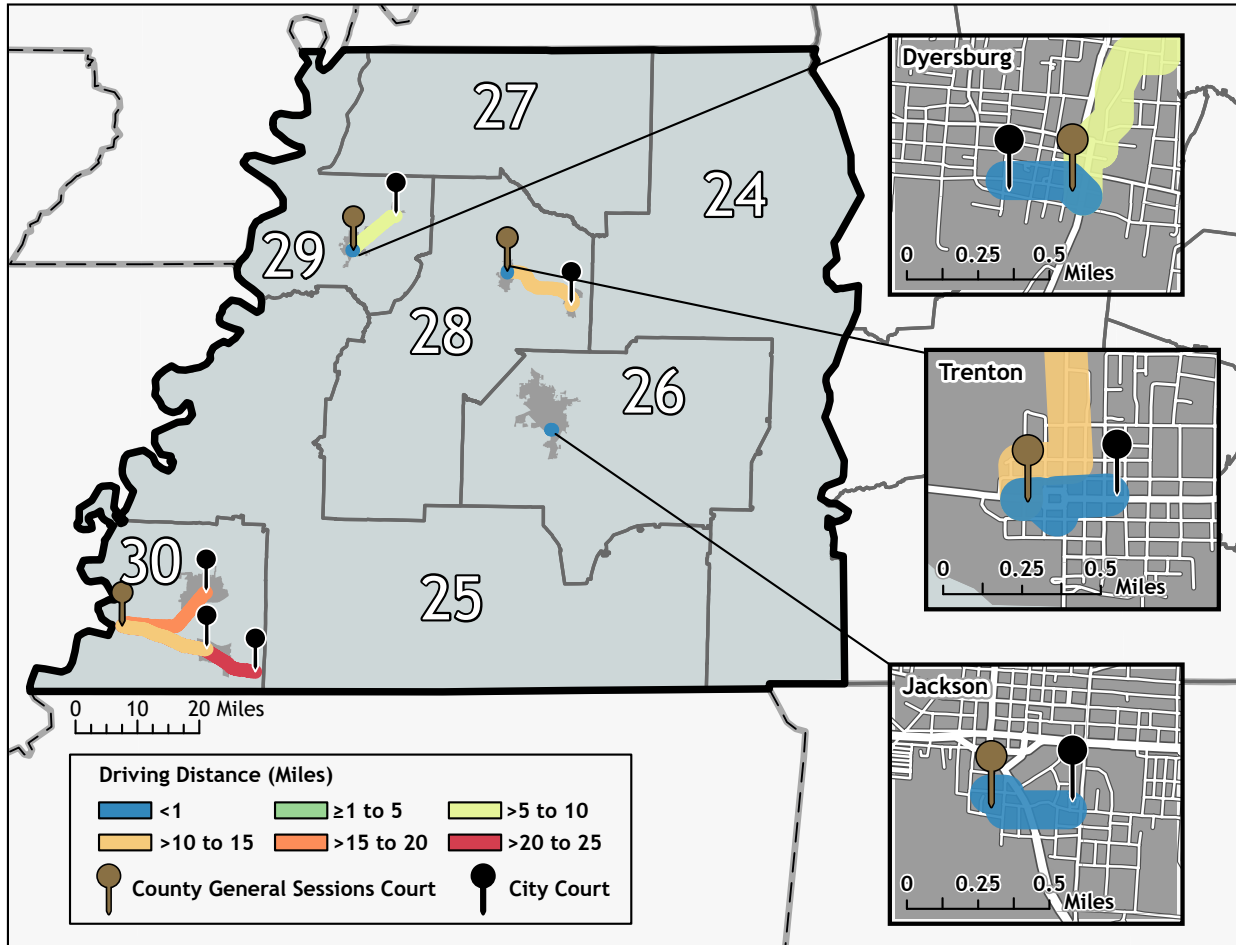 27
24
29
28
26
30
25
0 20 Miles
Driving Distance (Miles)
<1
≥1 to 5
>5 to 10
>10 to 15
>15 to 20
>20 to 25
County General Sessions Court
City Court
Dyersburg
0 0.25 0.5
Miles
Trenton
0 0.25 0.5
Miles
Jackson
0 0.25 0.5
Miles